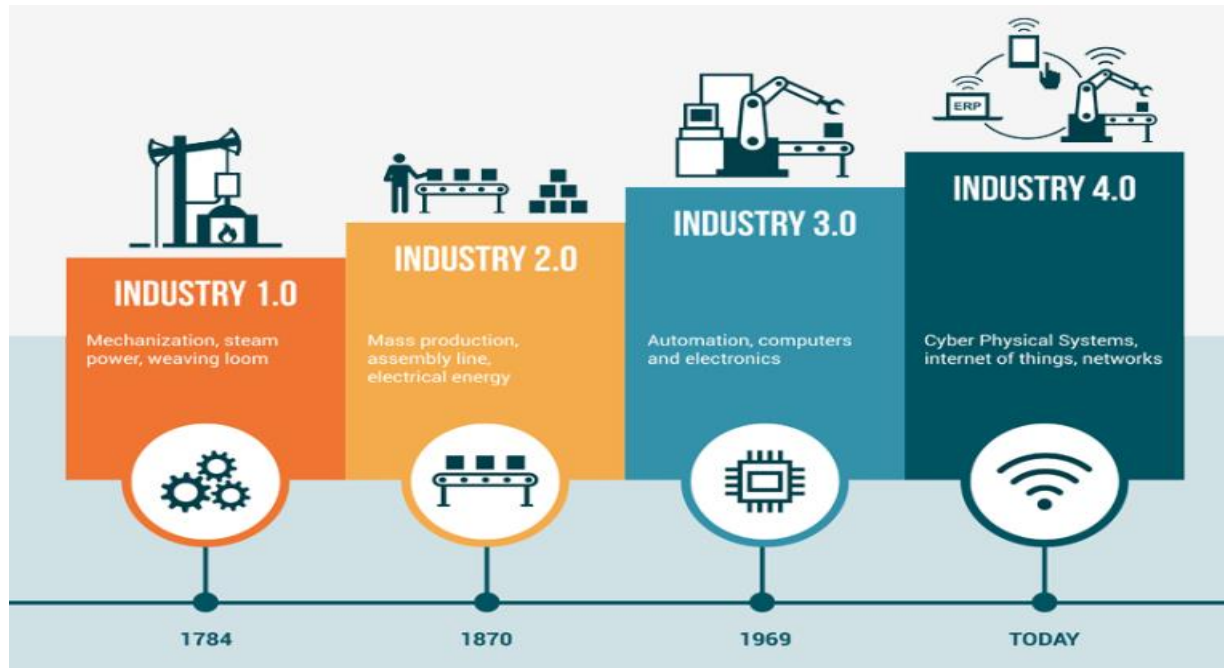 ERP
INDUSTRY 1.0
Mechanization, steam
power, weaving loom
INDUSTRY 2.0
Mass production,
assembly line,
electrical energy
INDUSTRY 3.0
Automation, computers
and electronics
INDUSTRY 4.0
Cyber Physical Systems,
internet of things, networks
1784
1870
1969
TODAY